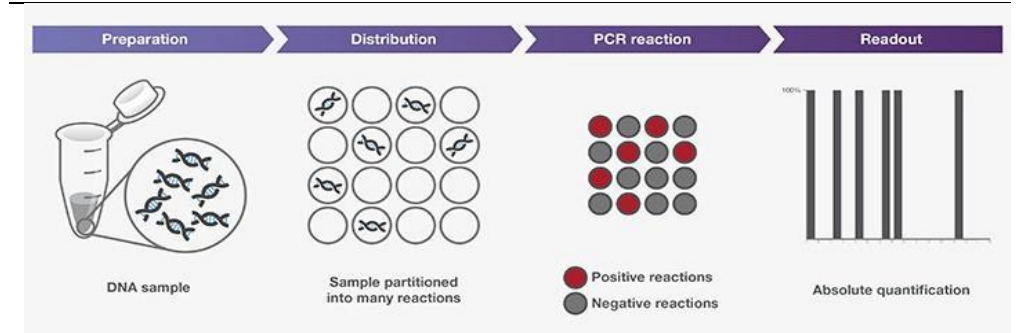 Preparation
Distribution
PCR reaction
Readout
100%
DNA sample
Sample partitioned
into many reactions
Positive reactions
Negative reactions
Absolute quantification